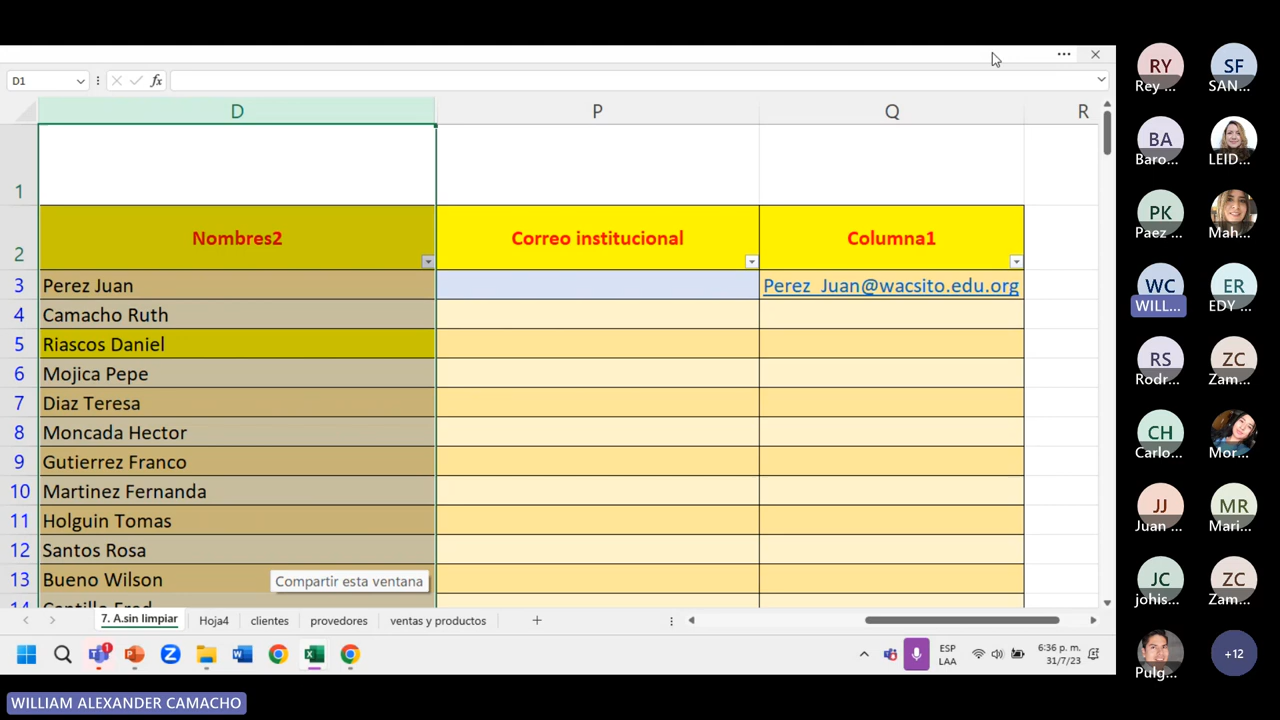 D1
fx
D P Q R
1
2 Nombres2 Correo institucional Columna1
3 Perez Juan Perez_Juan@wacsito.edu.org
4 Camacho Ruth
5 Riascos Daniel
6 Mojica Pepe
7 Diaz Teresa
8 Moncada Hector
9 Gutierrez Franco
10 Martinez Fernanda
11 Holguin Tomas
12 Santos Rosa
13 Bueno Wilson
Compartir esta ventana
14
7. A.sin limpiar Hoja4 clientes provedores ventas y productos
1
ESP
LAA
6:36 p. m.
31/7/23
WILLIAM ALEXANDER CAMACHO
RY SF
Rey ... SAN...
BA
Baro... LEID...
PK
Paez ... Mah...
WC ER
WILL... EDY ...
RS ZC
Rodr... Zam...
CH
Carlo... Mor...
JJ MR
Juan ... Mari...
JC ZC
johis... Zam...
+12
Pulg...